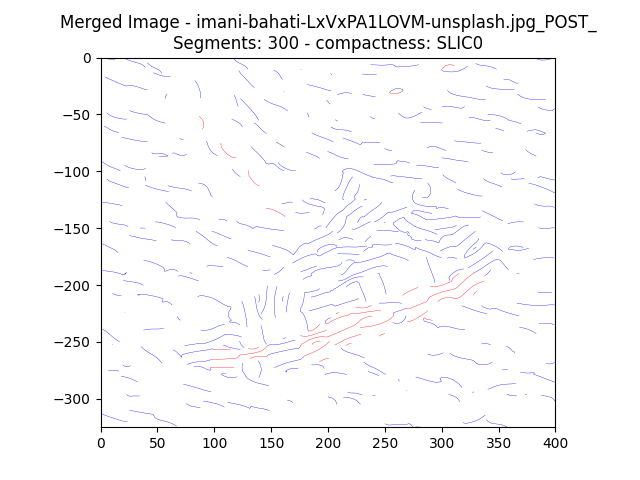 Merged Image - imani-bahati-LxVxPA1LOVM-unsplash.jpg_POST_
Segments: 300 - compactness: SLIC0
0
−50
−100
−150
−200
−250
−300
0 50 100 150 200 250 300 350 400